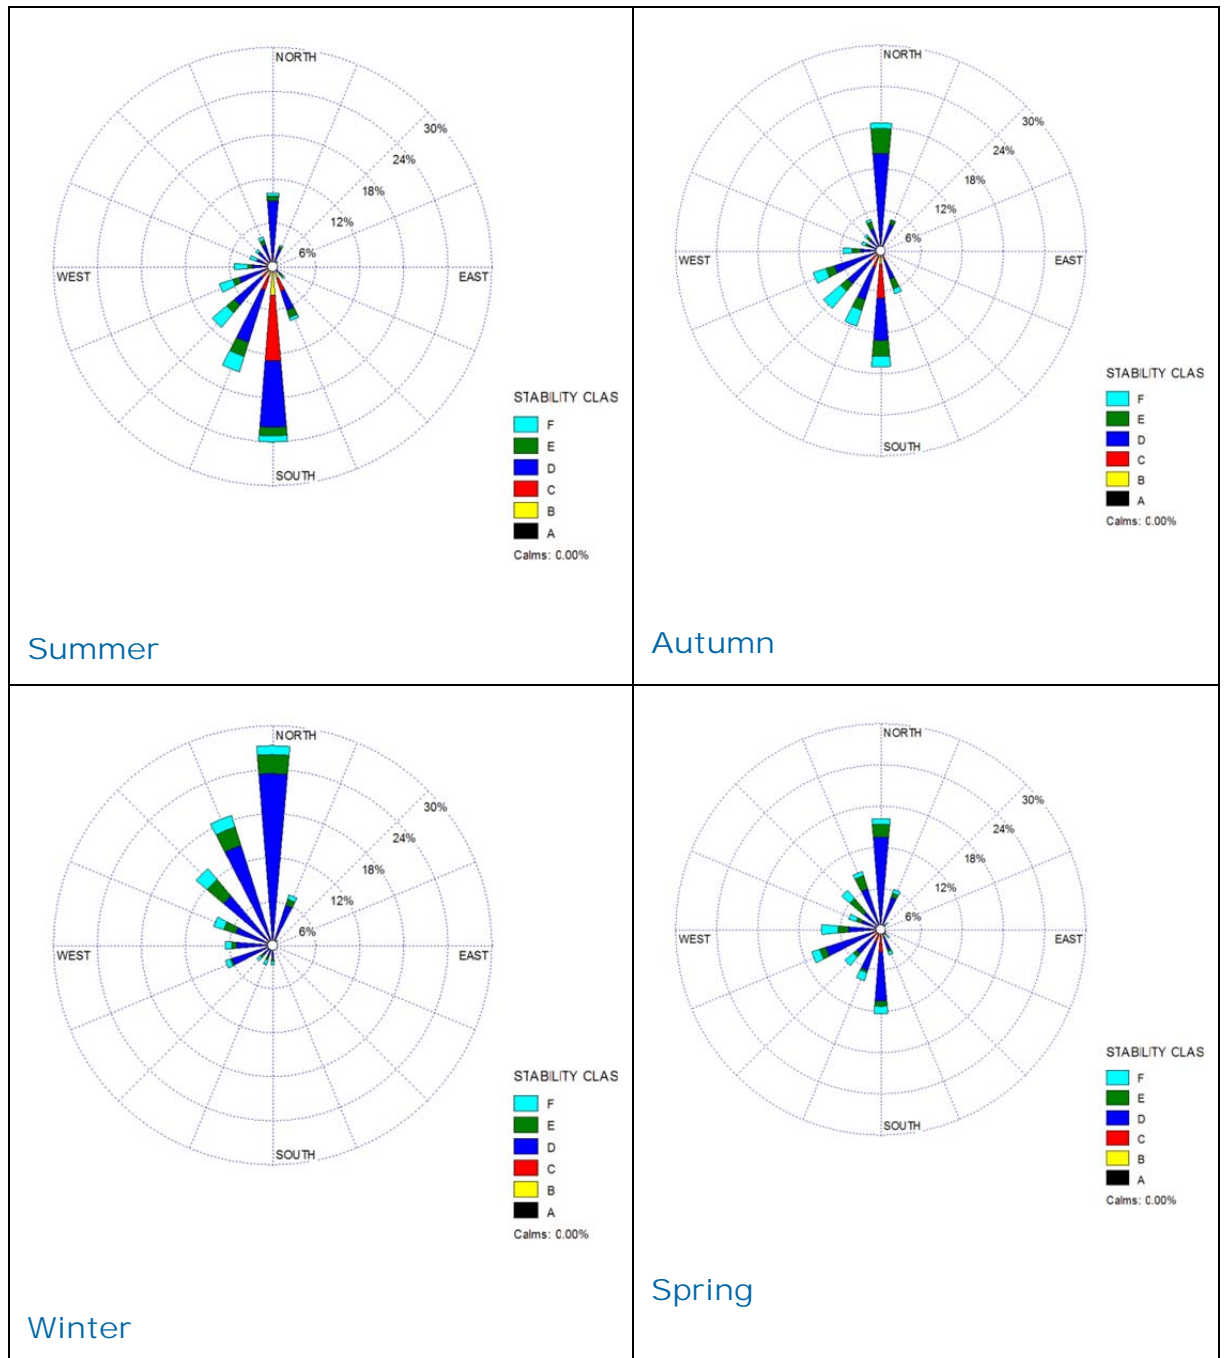 NORTH
30%
24%
18%
12%
6%
WEST
EAST
SOUTH
STABILITY CLAS
F
E
D
C
B
A
Calms: 0.00%
Summer
NORTH
30%
24%
18%
12%
6%
WEST
EAST
SOUTH
STABILITY CLAS
F
E
D
C
B
A
Calms: 0.00%
Autumn
NORTH
30%
24%
18%
12%
6%
WEST
EAST
SOUTH
STABILITY CLAS
F
E
D
C
B
A
Calms: 0.00%
Winter
NORTH
30%
24%
18%
12%
6%
WEST
EAST
SOUTH
STABILITY CLAS
F
E
D
C
B
A
Calms: 0.00%
Spring